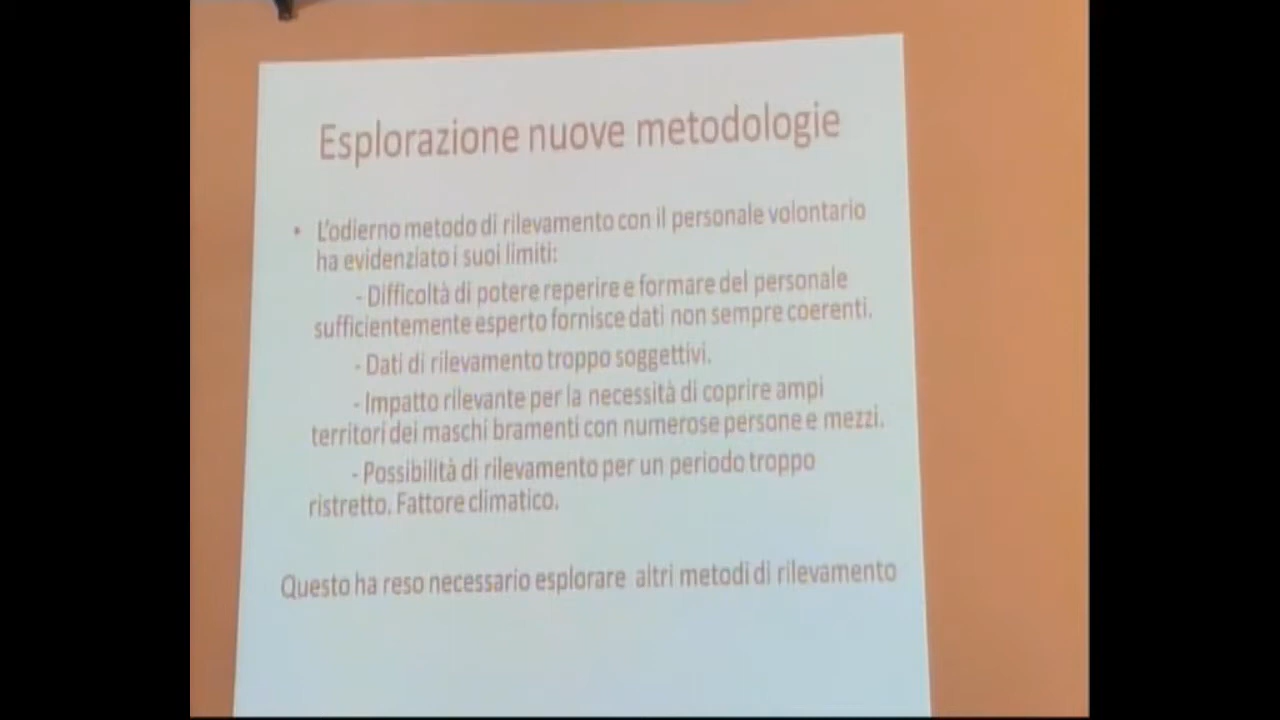 Esplorazione nuove metodologie
• L'odierno metodo di rilevamento con il personale volontario
ha evidenziato i suoi limiti:
- Difficoltà di potere reperire e formare del personale
sufficientemente esperto fornisce dati non sempre coerenti.
- Dati di rilevamento troppo soggettivi.
- Impatto rilevante per la necessità di coprire ampi
territori dei maschi bramenti con numerose persone e mezzi.
- Possibilità di rilevamento per un periodo troppo
ristretto. Fattore climatico.
Questo ha reso necessario esplorare altri metodi di rilevamento